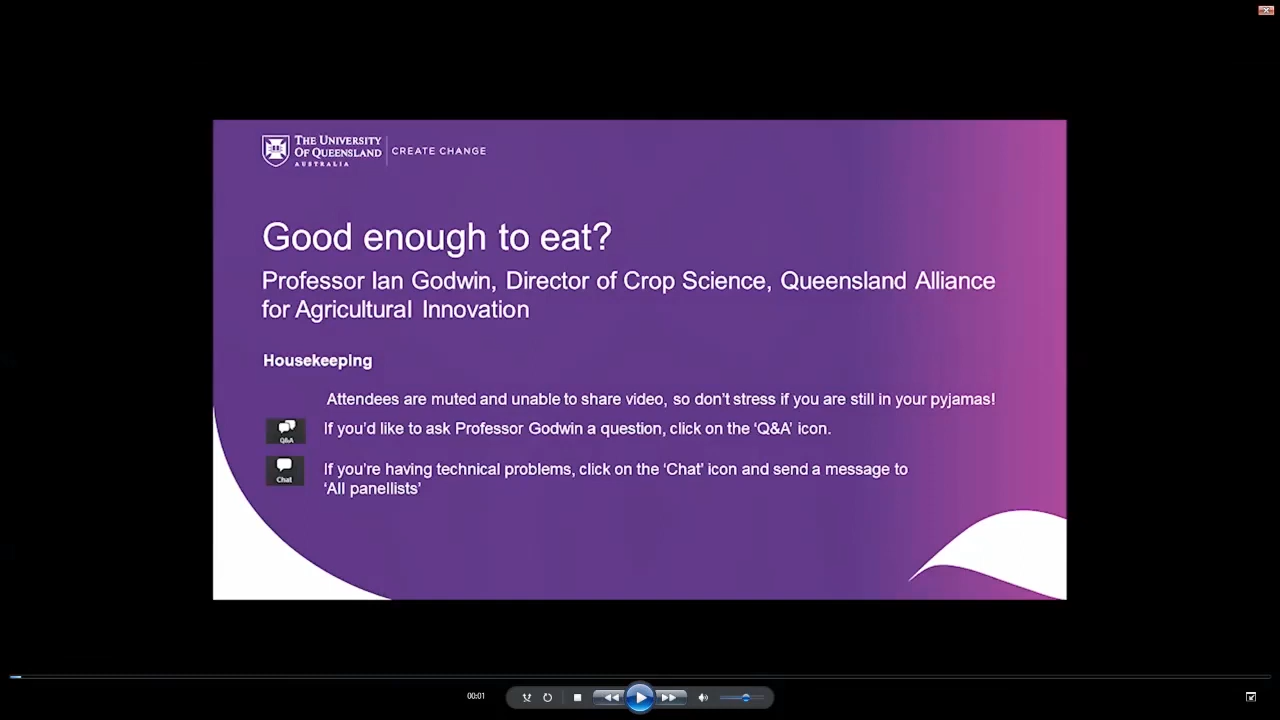 THE UNIVERSITY
OF QUEENSLAND
AUSTRALIA
CREATE CHANGE
Good enough to eat?
Professor Ian Godwin, Director of Crop Science, Queensland Alliance
for Agricultural Innovation
Housekeeping
Attendees are muted and unable to share video, so don't stress if you are still in your pyjamas!
Q&A
If you'd like to ask Professor Godwin a question, click on the 'Q&A' icon.
Chat
If you're having technical problems, click on the 'Chat' icon and send a message to
'All panellists'
00:01